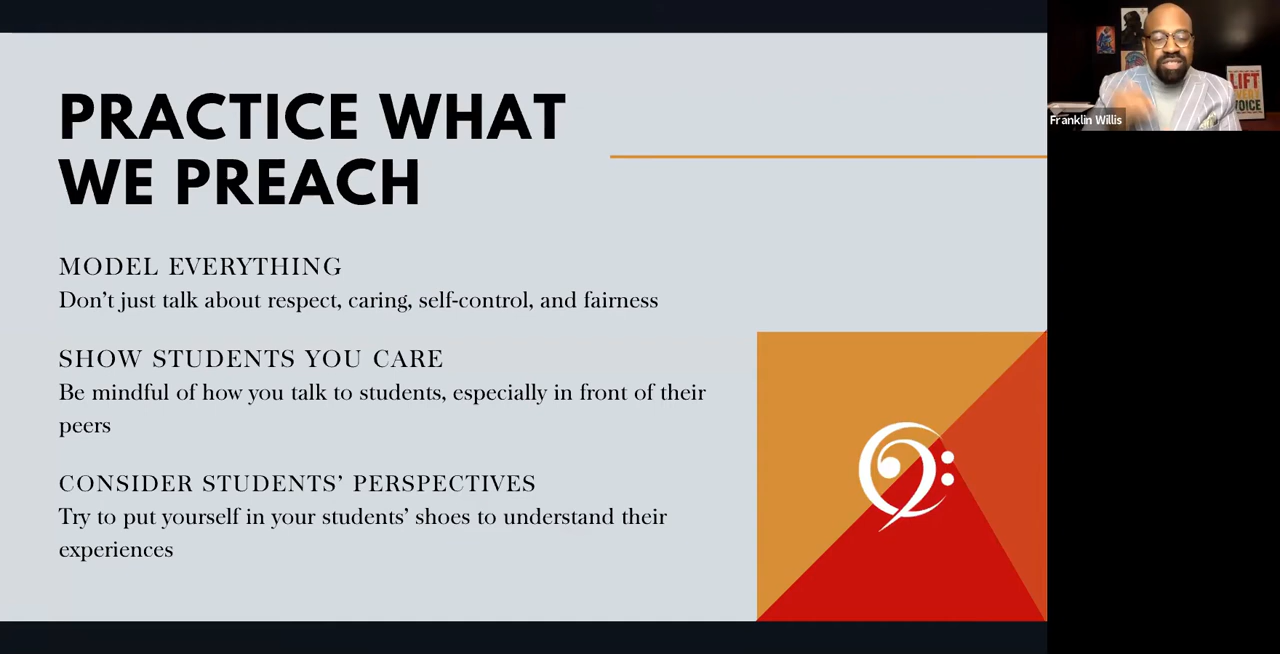 PRACTICE WHAT
WE PREACH
MODEL EVERYTHING
Don’t just talk about respect, caring, self-control, and fairness
SHOW STUDENTS YOU CARE
Be mindful of how you talk to students, especially in front of their
peers
CONSIDER STUDENTS’ PERSPECTIVES
Try to put yourself in your students’ shoes to understand their
experiences
Franklin Willis
LIFT
EVERY
VOICE